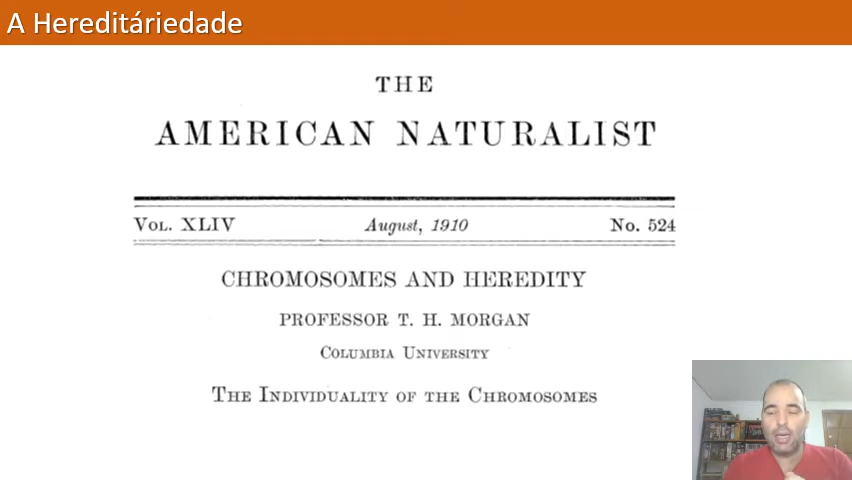 A Hereditáriedade
THE
AMERICAN NATURALIST
VOL. XLIV August, 1910 No. 524
CHROMOSOMES AND HEREDITY
PROFESSOR T. H. MORGAN
COLUMBIA UNIVERSITY
THE INDIVIDUALITY OF THE CHROMOSOMES